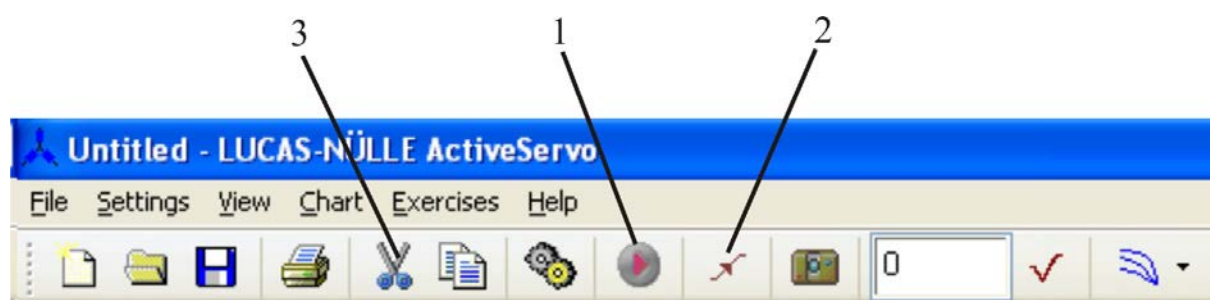 3 1 2
Untitled - LUCAS-NÜLLE ActiveServo
File Settings View Chart Exercises Help
0